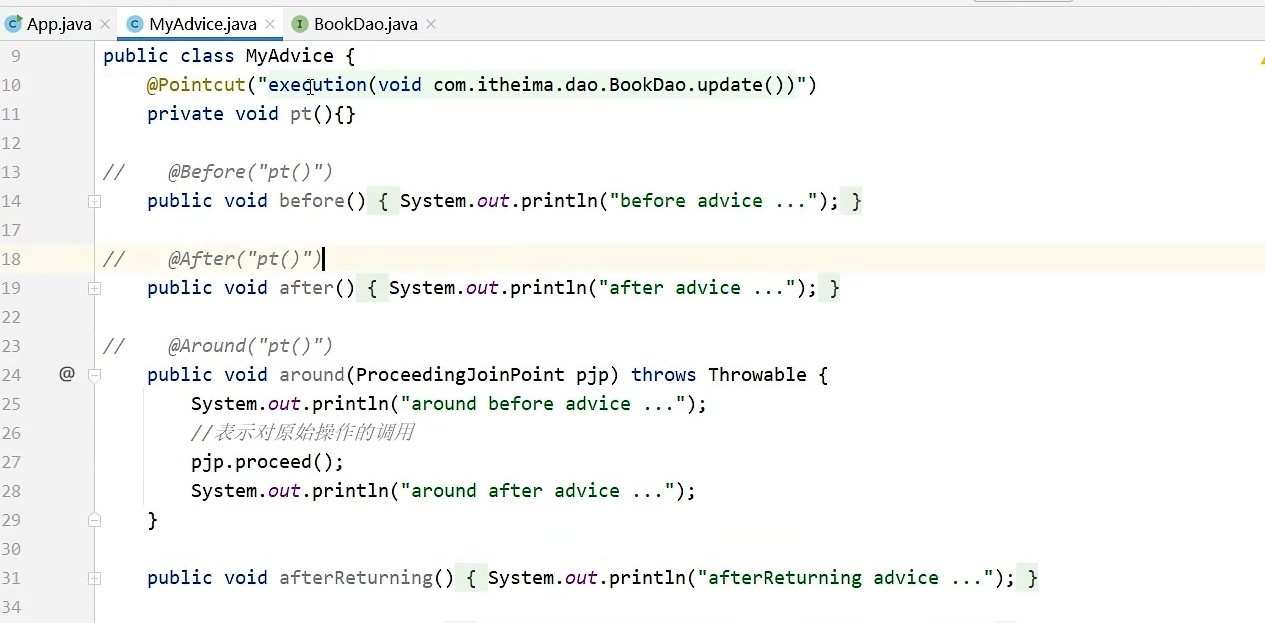 App.java MyAdvice.java BookDao.java
9 public class MyAdvice {
10 @Pointcut("execution(void com.itheima.dao.BookDao.update())")
11 private void pt(){}
12
13 // @Before("pt()")
14 public void before() { System.out.println("before advice ..."); }
17
18 // @After("pt()")
19 public void after() { System.out.println("after advice ..."); }
22
23 // @Around("pt()")
24 @ public void around(ProceedingJoinPoint pjp) throws Throwable {
25 System.out.println("around before advice ...");
26 //表示对原始操作的调用
27 pjp.proceed();
28 System.out.println("around after advice ...");
29 }
30
31 public void afterReturning() { System.out.println("afterReturning advice ..."); }
34